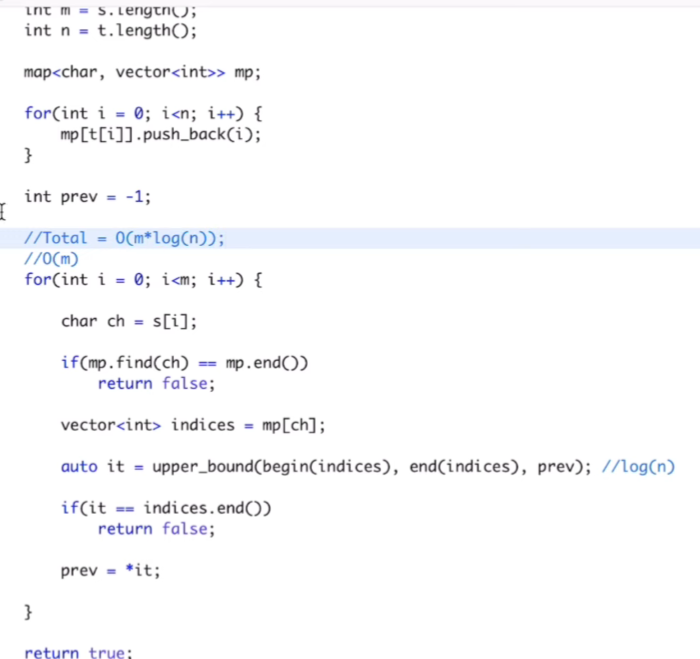 int m = s.length();
int n = t.length();
map<char, vector<int>> mp;
for(int i = 0; i<n; i++) {
mp[t[i]].push_back(i);
}
int prev = -1;
//Total = O(m*log(n));
//O(m)
for(int i = 0; i<m; i++) {
char ch = s[i];
if(mp.find(ch) == mp.end())
return false;
vector<int> indices = mp[ch];
auto it = upper_bound(begin(indices), end(indices), prev); //log(n)
if(it == indices.end())
return false;
prev = *it;
}
return true;